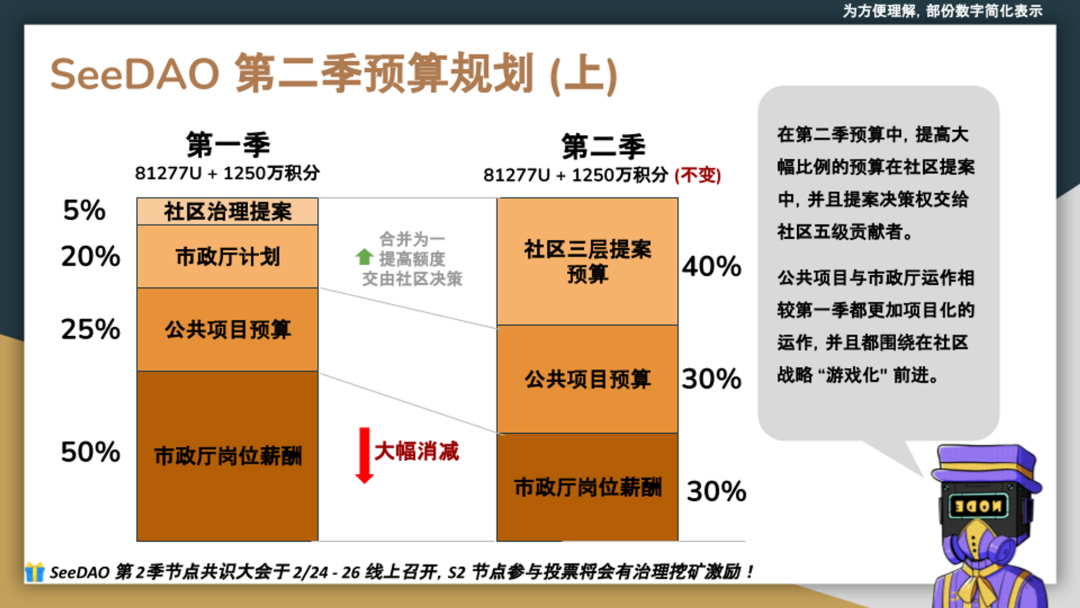 为方便理解, 部份数字简化表示
SeeDAO 第二季预算规划 (上)
第一季
81277U + 1250万积分
第二季
81277U + 1250万积分 (不变)
5%
社区治理提案
20%
市政厅计划
25%
公共项目预算
50%
市政厅岗位薪酬
合并为一
提高额度
交由社区决策
大幅消减
社区三层提案
预算
40%
公共项目预算
30%
市政厅岗位薪酬
30%
在第二季预算中, 提高大
幅比例的预算在社区提案
中, 并且提案决策权交给
社区五级贡献者。
公共项目与市政厅运作相
较第一季都更加项目化的
运作, 并且都围绕在社区
战略 “游戏化" 前进。
NODE
SeeDAO 第 2季节点共识大会于 2/24 - 26 线上召开, S2 节点参与投票将会有治理挖矿激励！